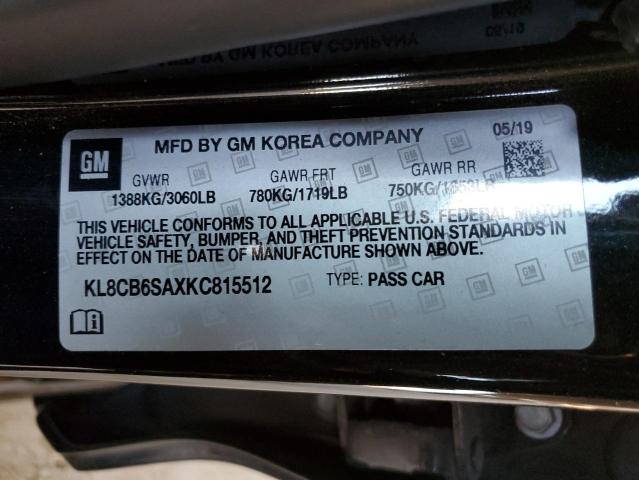 MFD BY GM KOREA COMPANY
05/19
GM
GVWR
GAWR FRT
GAWR RR
1388KG/3060LB
780KG/1719LB
750KG/1653LB
THIS VEHICLE CONFORMS TO ALL APPLICABLE U.S. FEDERAL MOTOR
VEHICLE SAFETY, BUMPER, AND THEFT PREVENTION STANDARDS IN
EFFECT ON THE DATE OF MANUFACTURE SHOWN ABOVE.
KL8CB6SAXKC815512
TYPE: PASS CAR